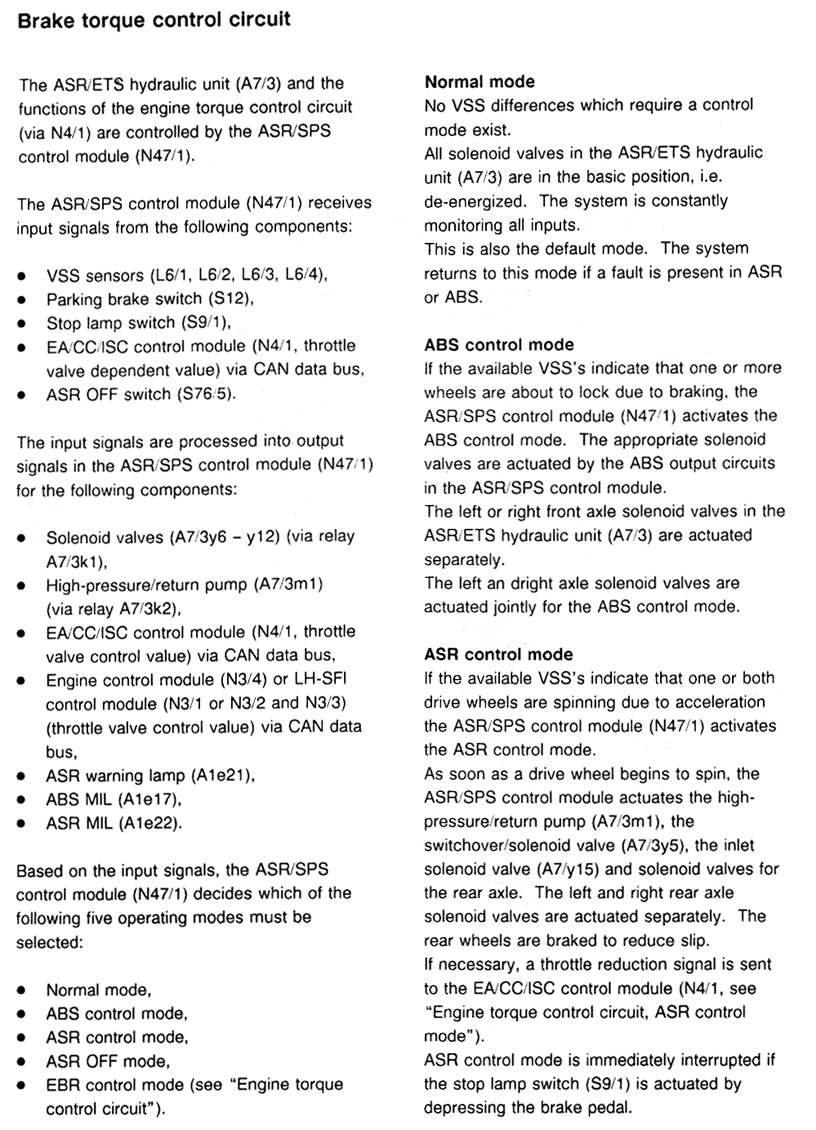 Brake torque control circuit
The ASR/ETS hydraulic unit (A7/3) and the
functions of the engine torque control circuit
(via N4/1) are controlled by the ASR/SPS
control module (N47/1).
The ASR/SPS control module (N47/1) receives
input signals from the following components:
● VSS sensors (L6/1, L6/2, L6/3, L6/4),
● Parking brake switch (S12),
● Stop lamp switch (S9/1),
● EA/CC/ISC control module (N4/1, throttle
valve dependent value) via CAN data bus,
● ASR OFF switch (S76/5).
The input signals are processed into output
signals in the ASR/SPS control module (N47/1)
for the following components:
● Solenoid valves (A7/3y6 – y12) (via relay
A7/3k1),
● High-pressure/return pump (A7/3m1)
(via relay A7/3k2),
● EA/CC/ISC control module (N4/1, throttle
valve control value) via CAN data bus,
● Engine control module (N3/4) or LH-SFI
control module (N3/1 or N3/2 and N3/3)
(throttle valve control value) via CAN data
bus,
● ASR warning lamp (A1e21),
● ABS MIL (A1e17),
● ASR MIL (A1e22).
Based on the input signals, the ASR/SPS
control module (N47/1) decides which of the
following five operating modes must be
selected:
● Normal mode,
● ABS control mode,
● ASR control mode,
● ASR OFF mode,
● EBR control mode (see “Engine torque
control circuit”).
Normal mode
No VSS differences which require a control
mode exist.
All solenoid valves in the ASR/ETS hydraulic
unit (A7/3) are in the basic position, i.e.
de-energized. The system is constantly
monitoring all inputs.
This is also the default mode. The system
returns to this mode if a fault is present in ASR
or ABS.
ABS control mode
If the available VSS's indicate that one or more
wheels are about to lock due to braking, the
ASR/SPS control module (N47/1) activates the
ABS control mode. The appropriate solenoid
valves are actuated by the ABS output circuits
in the ASR/SPS control module.
The left or right front axle solenoid valves in the
ASR/ETS hydraulic unit (A7/3) are actuated
separately.
The left an dright axle solenoid valves are
actuated jointly for the ABS control mode.
ASR control mode
If the available VSS's indicate that one or both
drive wheels are spinning due to acceleration
the ASR/SPS control module (N47/1) activates
the ASR control mode.
As soon as a drive wheel begins to spin, the
ASR/SPS control module actuates the high-
pressure/return pump (A7/3m1), the
switchover/solenoid valve (A7/3y5), the inlet
solenoid valve (A7/y15) and solenoid valves for
the rear axle. The left and right rear axle
solenoid valves are actuated separately. The
rear wheels are braked to reduce slip.
If necessary, a throttle reduction signal is sent
to the EA/CC/ISC control module (N4/1, see
“Engine torque control circuit, ASR control
mode”).
ASR control mode is immediately interrupted if
the stop lamp switch (S9/1) is actuated by
depressing the brake pedal.